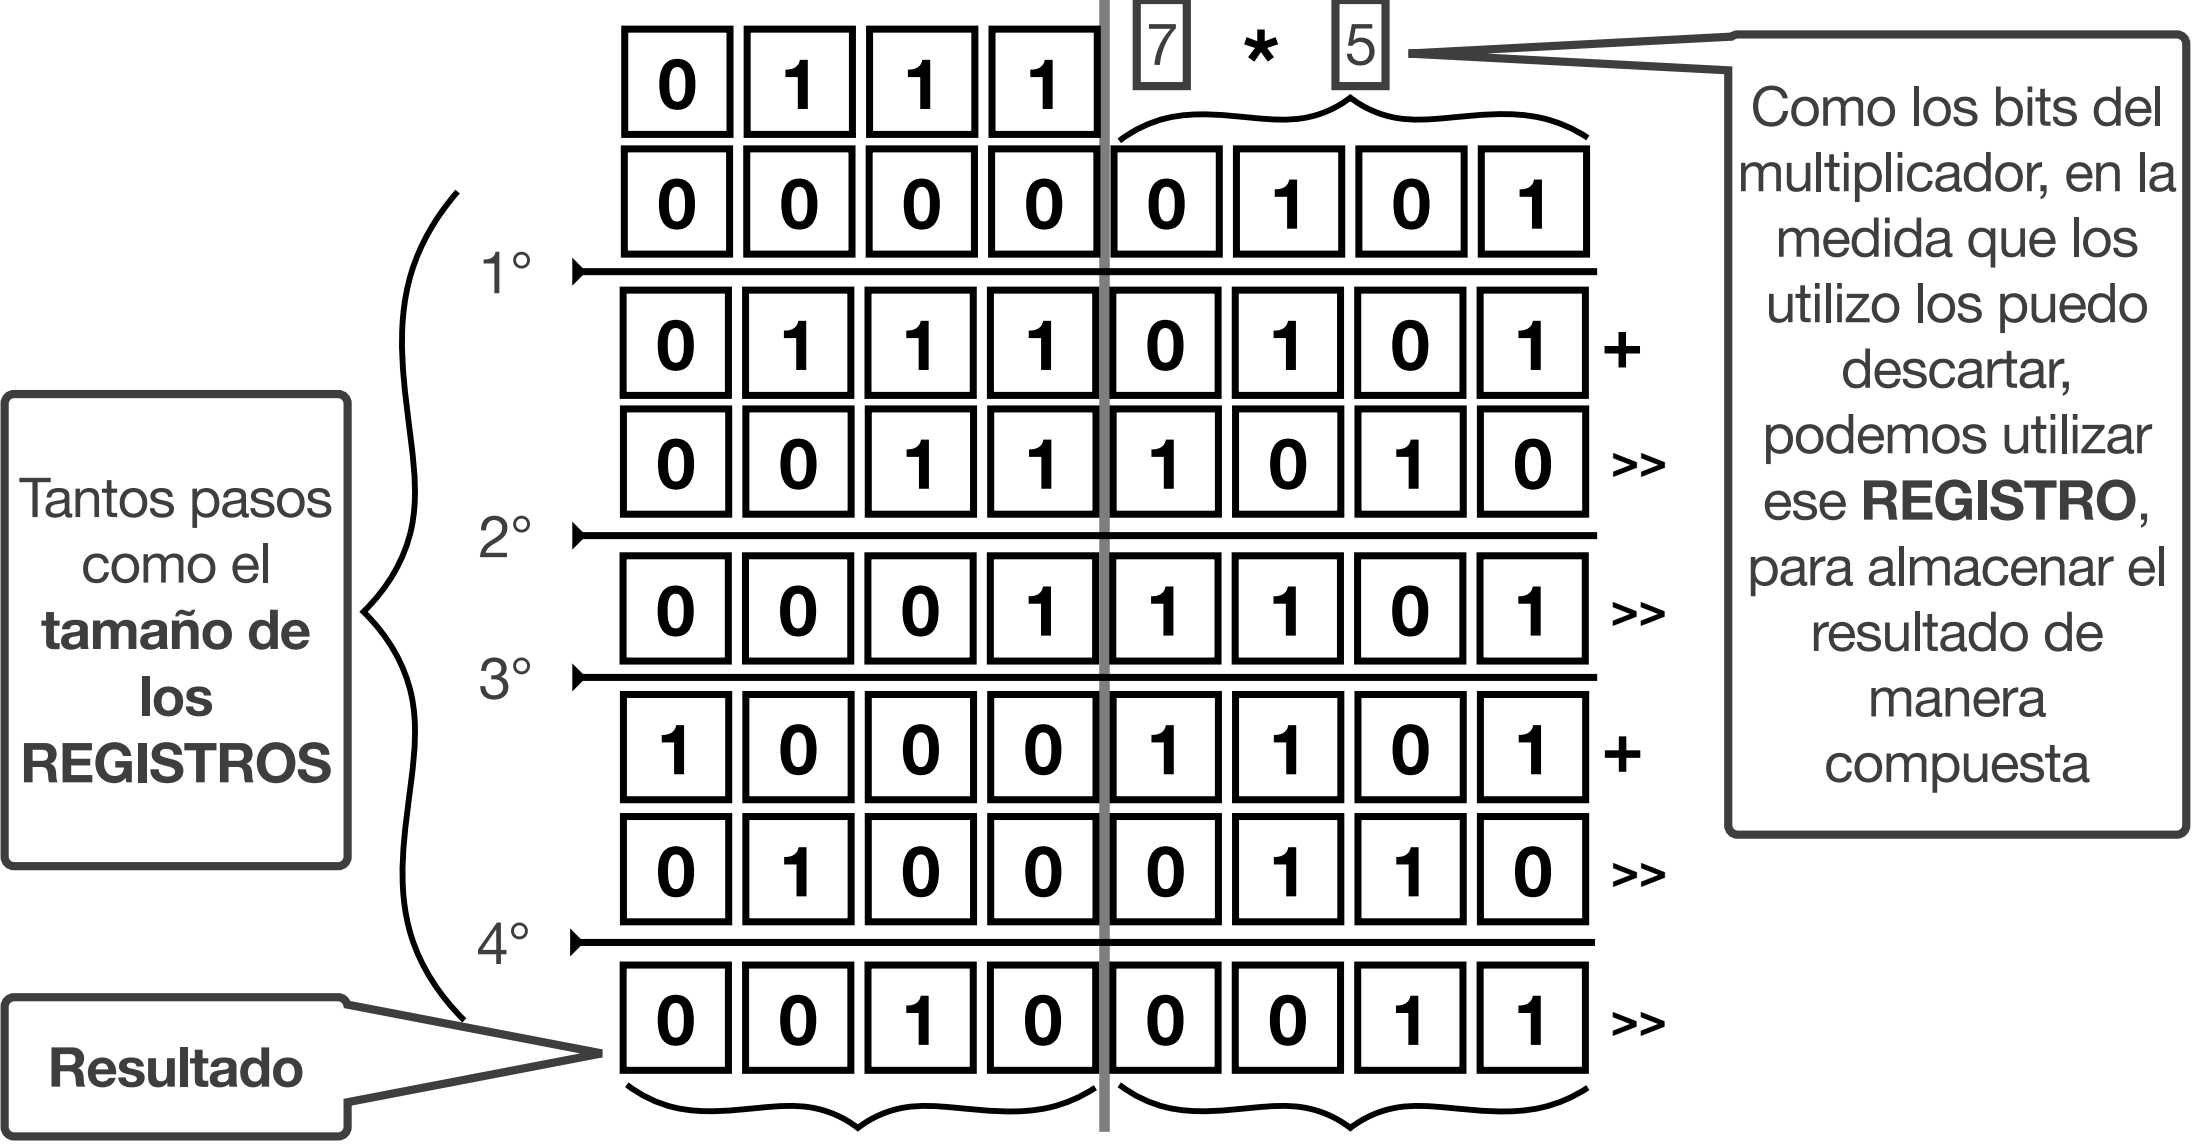 7 * 5
0 1 1 1
0 0 0 0 0 1 0 1
1°
0 1 1 1 0 1 0 1 +
0 0 1 1 1 0 1 0 >>
2°
0 0 0 1 1 1 0 1 >>
3°
1 0 0 0 1 1 0 1 +
0 1 0 0 0 1 1 0 >>
4°
0 0 1 0 0 0 1 1 >>
Tantos pasos
como el
tamaño de
los
REGISTROS
Resultado
Como los bits del
multiplicador, en la
medida que los
utilizo los puedo
descartar,
podemos utilizar
ese REGISTRO,
para almacenar el
resultado de
manera
compuesta